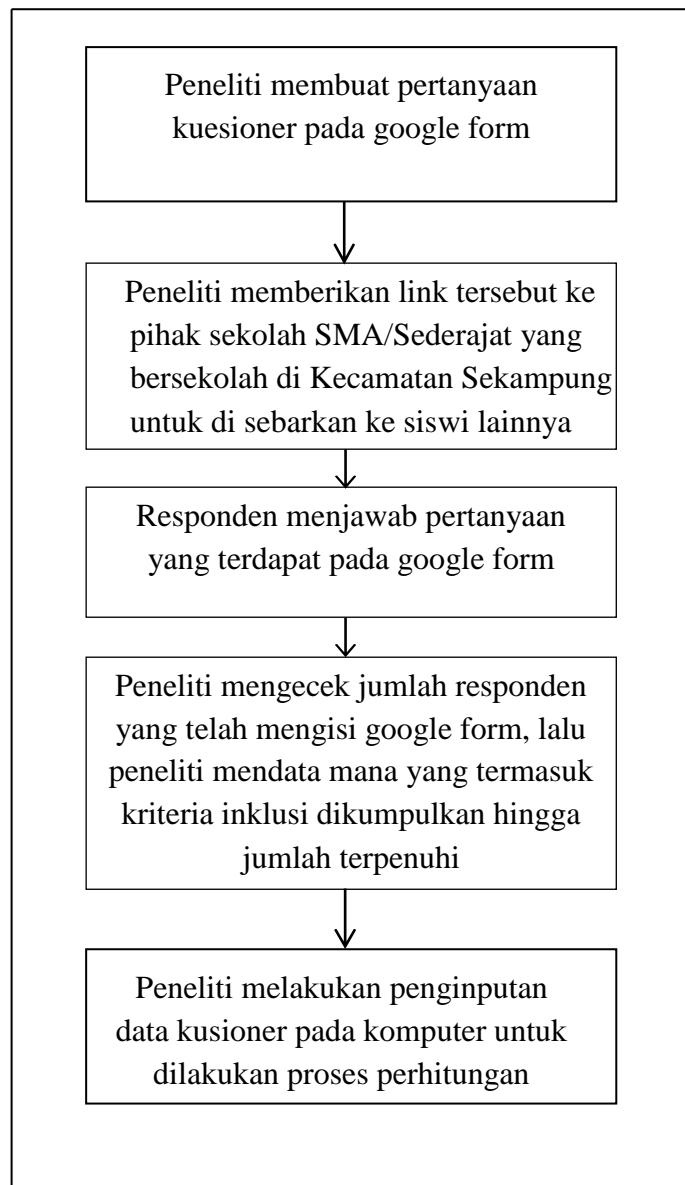 Peneliti membuat pertanyaan
kuesioner pada google form
Peneliti memberikan link tersebut ke
pihak sekolah SMA/Sederajat yang
bersekolah di Kecamatan Sekampung
untuk di sebarkan ke siswi lainnya
Responden menjawab pertanyaan
yang terdapat pada google form
Peneliti mengecek jumlah responden
yang telah mengisi google form, lalu
peneliti mendata mana yang termasuk
kriteria inklusi dikumpulkan hingga
jumlah terpenuhi
Peneliti melakukan penginputan
data kusioner pada komputer untuk
dilakukan proses perhitungan